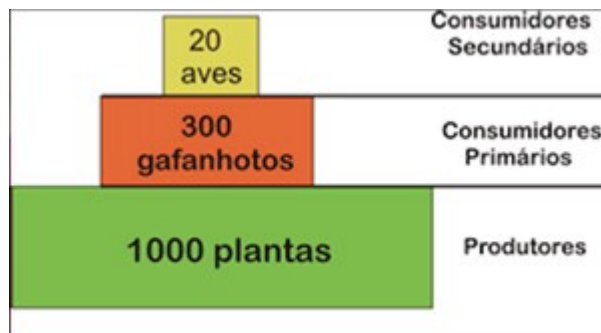 20
aves
Consumidores
Secundários
300
gafanhotos
Consumidores
Primários
1000 plantas
Produtores